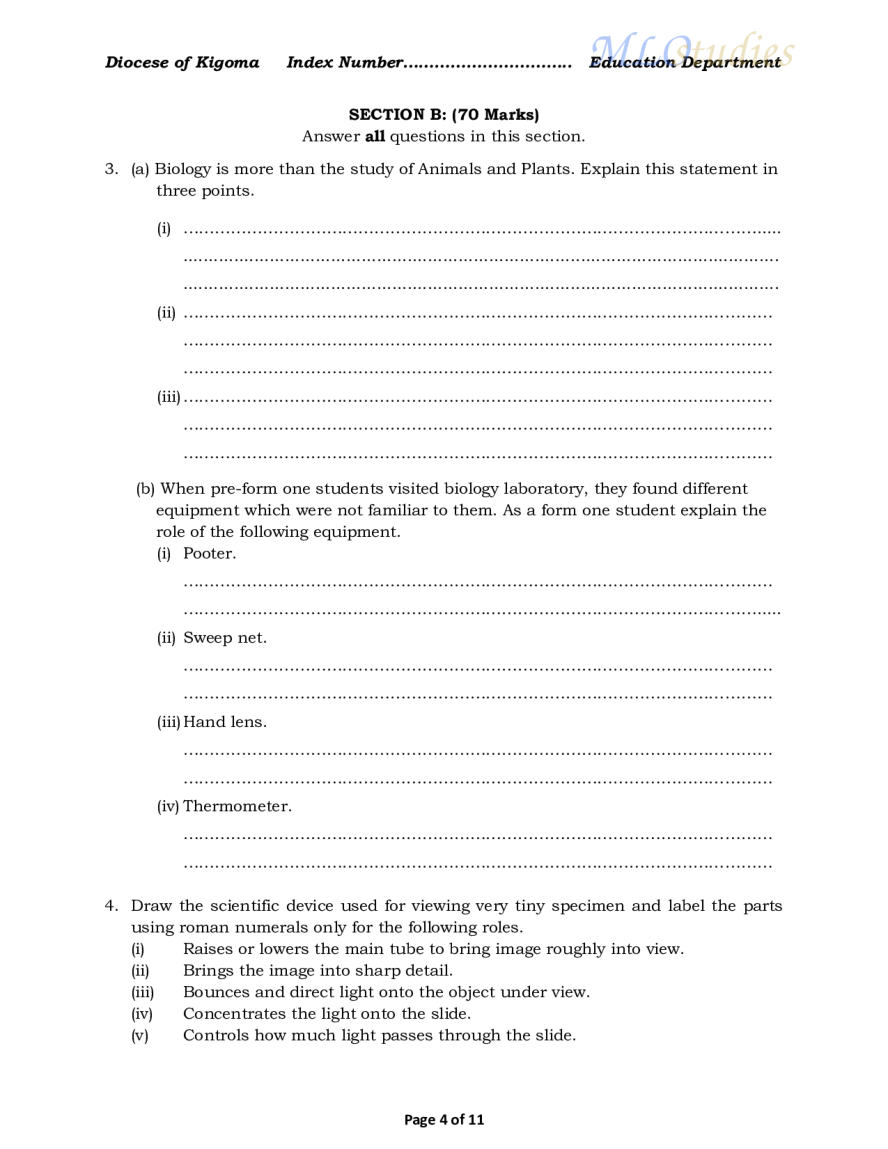 ML Studies
Diocese of Kigoma Index Number................................ Education Department
SECTION B: (70 Marks)
Answer all questions in this section.
3. (a) Biology is more than the study of Animals and Plants. Explain this statement in
three points.
(i) ……………………………………………………………………………………………………....
……………………………………………………………………………………………………
……………………………………………………………………………………………………
(ii) ……………………………………………………………………………………………………
……………………………………………………………………………………………………
……………………………………………………………………………………………………
(iii) ……………………………………………………………………………………………………
……………………………………………………………………………………………………
……………………………………………………………………………………………………
(b) When pre-form one students visited biology laboratory, they found different
equipment which were not familiar to them. As a form one student explain the
role of the following equipment.
(i) Pooter.
……………………………………………………………………………………………………
……………………………………………………………………………………………………....
(ii) Sweep net.
……………………………………………………………………………………………………
……………………………………………………………………………………………………
(iii) Hand lens.
……………………………………………………………………………………………………
……………………………………………………………………………………………………
(iv) Thermometer.
……………………………………………………………………………………………………
……………………………………………………………………………………………………
4. Draw the scientific device used for viewing very tiny specimen and label the parts
using roman numerals only for the following roles.
(i) Raises or lowers the main tube to bring image roughly into view.
(ii) Brings the image into sharp detail.
(iii) Bounces and direct light onto the object under view.
(iv) Concentrates the light onto the slide.
(v) Controls how much light passes through the slide.
Page 4 of 11